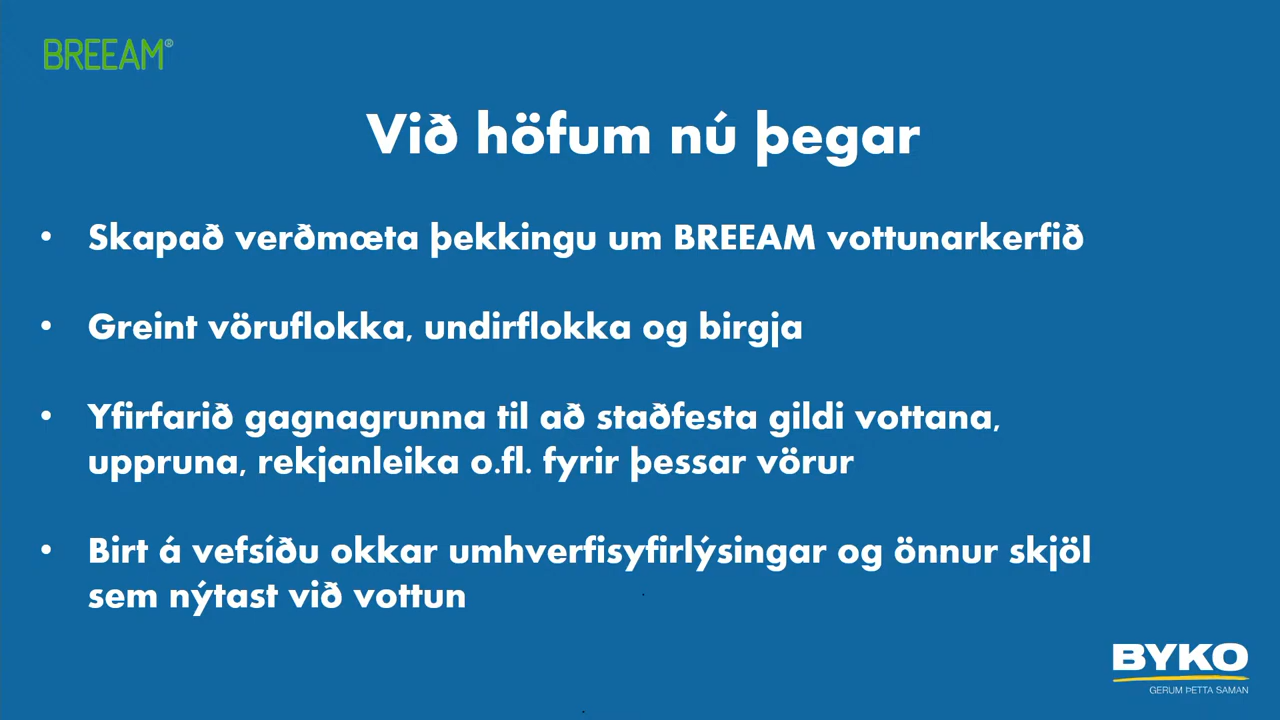 BREEAM®
Við höfum nú þegar
• Skapað verðmæta þekkingu um BREEAM vottunarkerfið
• Greint vöruflokka, undirflokka og birgja
• Yfirfarið gagnagrunna til að staðfesta gildi vottana,
uppruna, rekjanleika o.fl. fyrir þessar vörur
• Birt á vefsíðu okkar umhverfisyfirlýsingar og önnur skjöl
sem nýtast við vottun
BYKO
GERUM ÞETTA SAMAN